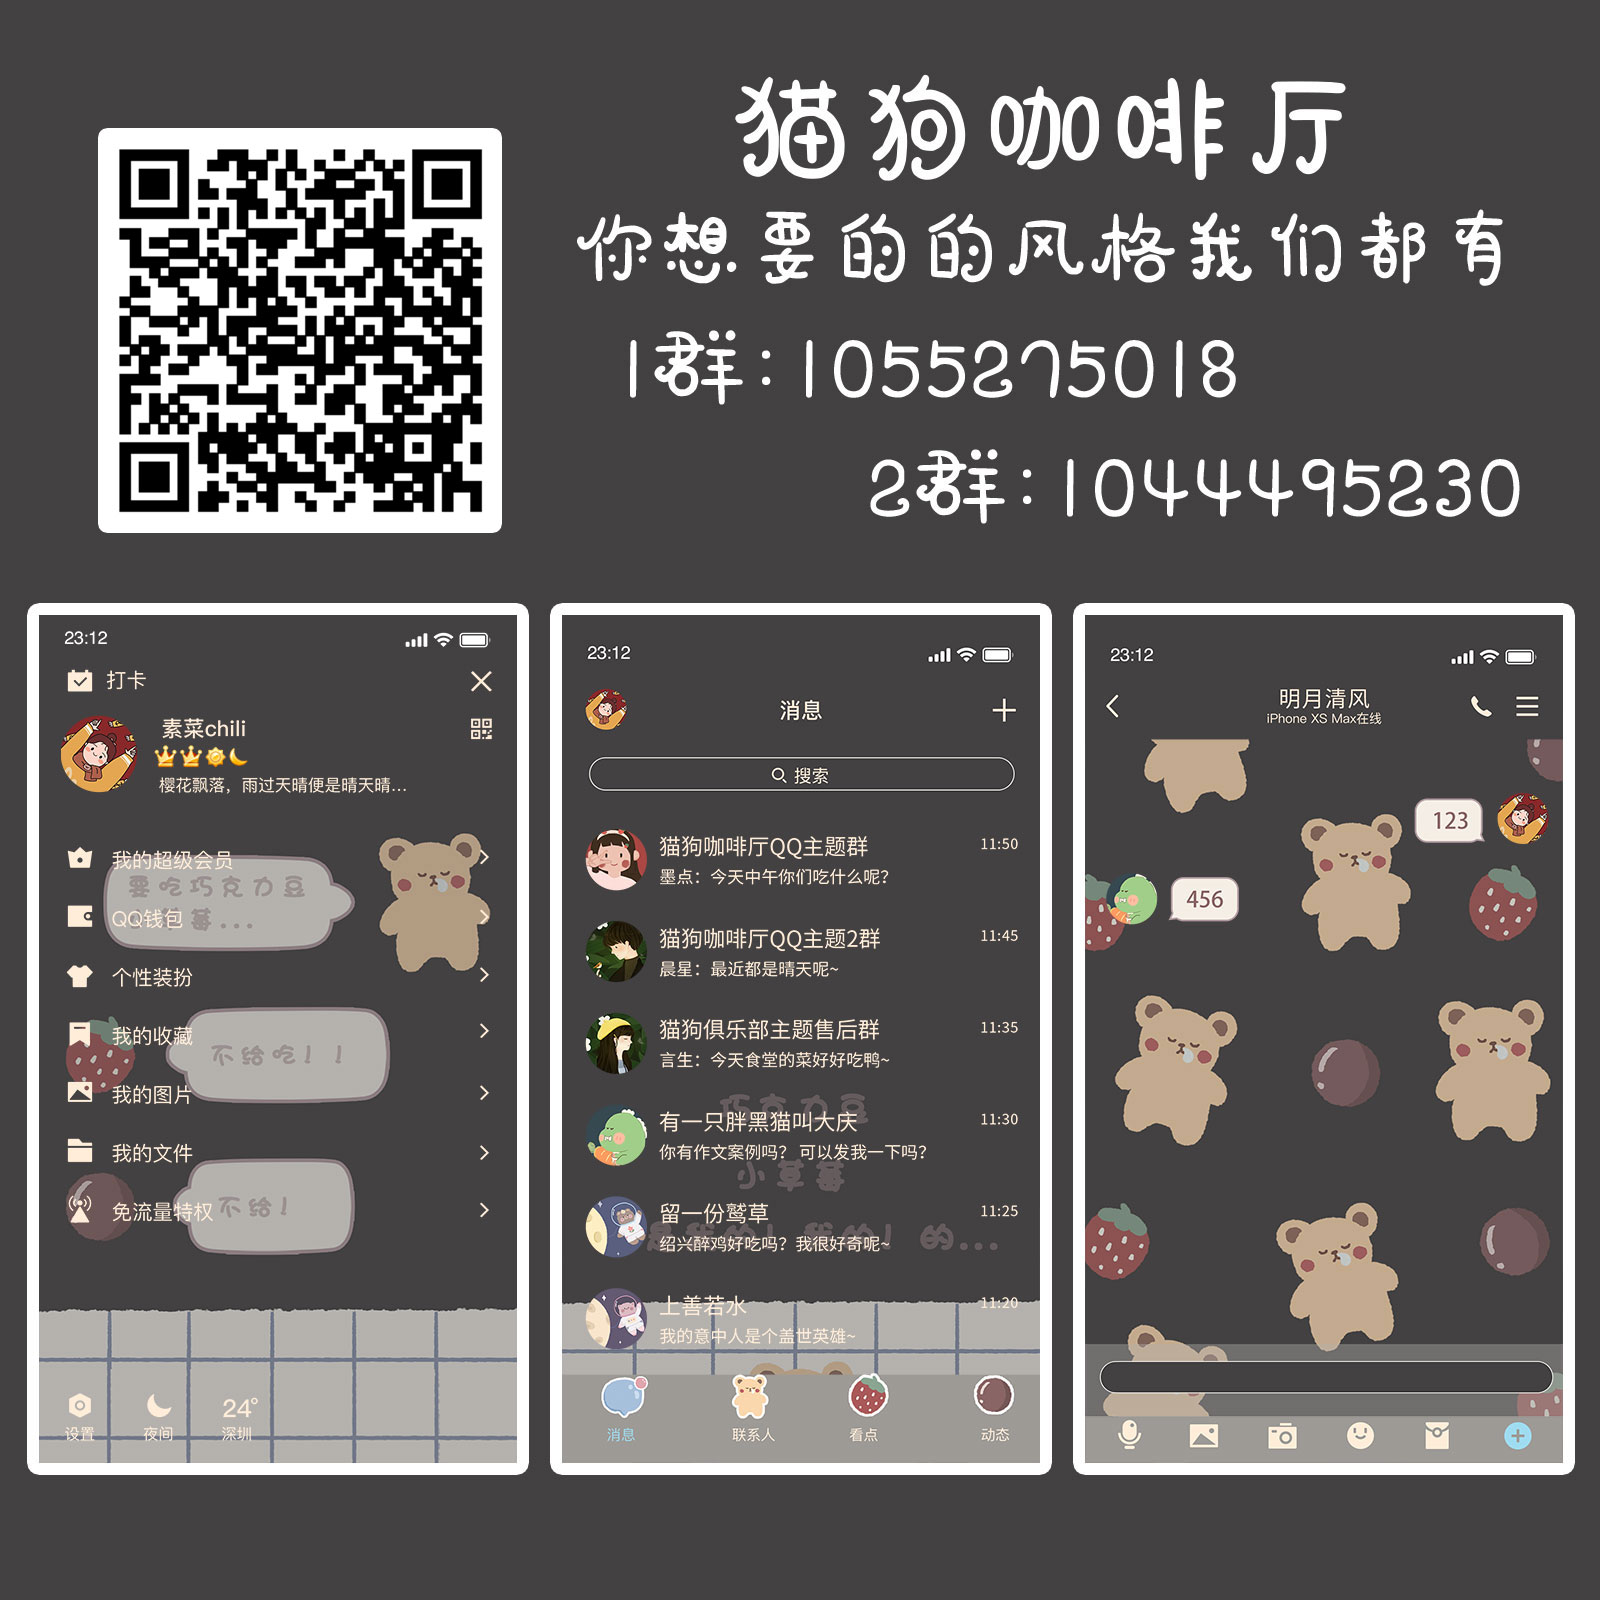 猫狗咖啡厅
你想要的的风格我们都有
1群:1055275018
2群:1044495230
23:12
打卡
素菜chili
樱花飘落，雨过天晴便是晴天晴...
我的超级会员
要吃巧克力豆
QQ钱包
莓...
个性装扮
我的收藏
不给吃！！
我的图片
我的文件
免流量特权
不给！
24°
设置 夜间 深圳
23:12
消息
搜索
猫狗咖啡厅QQ主题群 11:50
墨点：今天中午你们吃什么呢？
猫狗咖啡厅QQ主题2群 11:45
晨星：最近都是晴天呢~
猫狗俱乐部主题售后群 11:35
言生：今天食堂的菜好好吃鸭~
巧克力豆
有一只胖黑猫叫大庆 11:30
你有作文案例吗？ 可以发我一下吗？
小草莓
留一份鹫草 11:25
绍兴醉鸡好吃吗？我很好奇呢~
是我的！我的！的...
上善若水 11:20
我的意中人是个盖世英雄~
消息 联系人 看点 动态
23:12
明月清风
iPhone XS Max在线
123
456